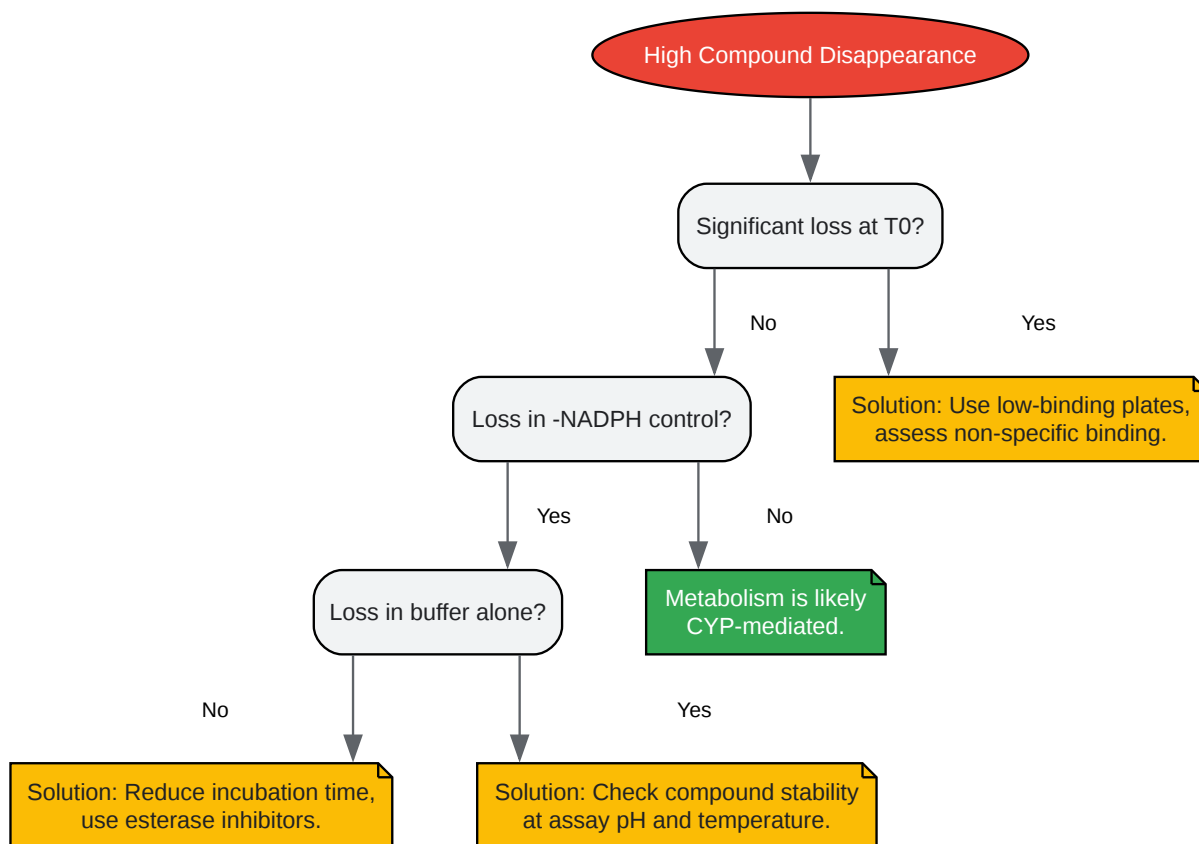 High Compound Disappearance
Significant loss at T0?
No
Yes
Loss in -NADPH control?
Solution: Use low-binding plates,
assess non-specific binding.
Yes
No
Loss in buffer alone?
Metabolism is likely
CYP-mediated.
No
Yes
Solution: Reduce incubation time,
use esterase inhibitors.
Solution: Check compound stability
at assay pH and temperature.